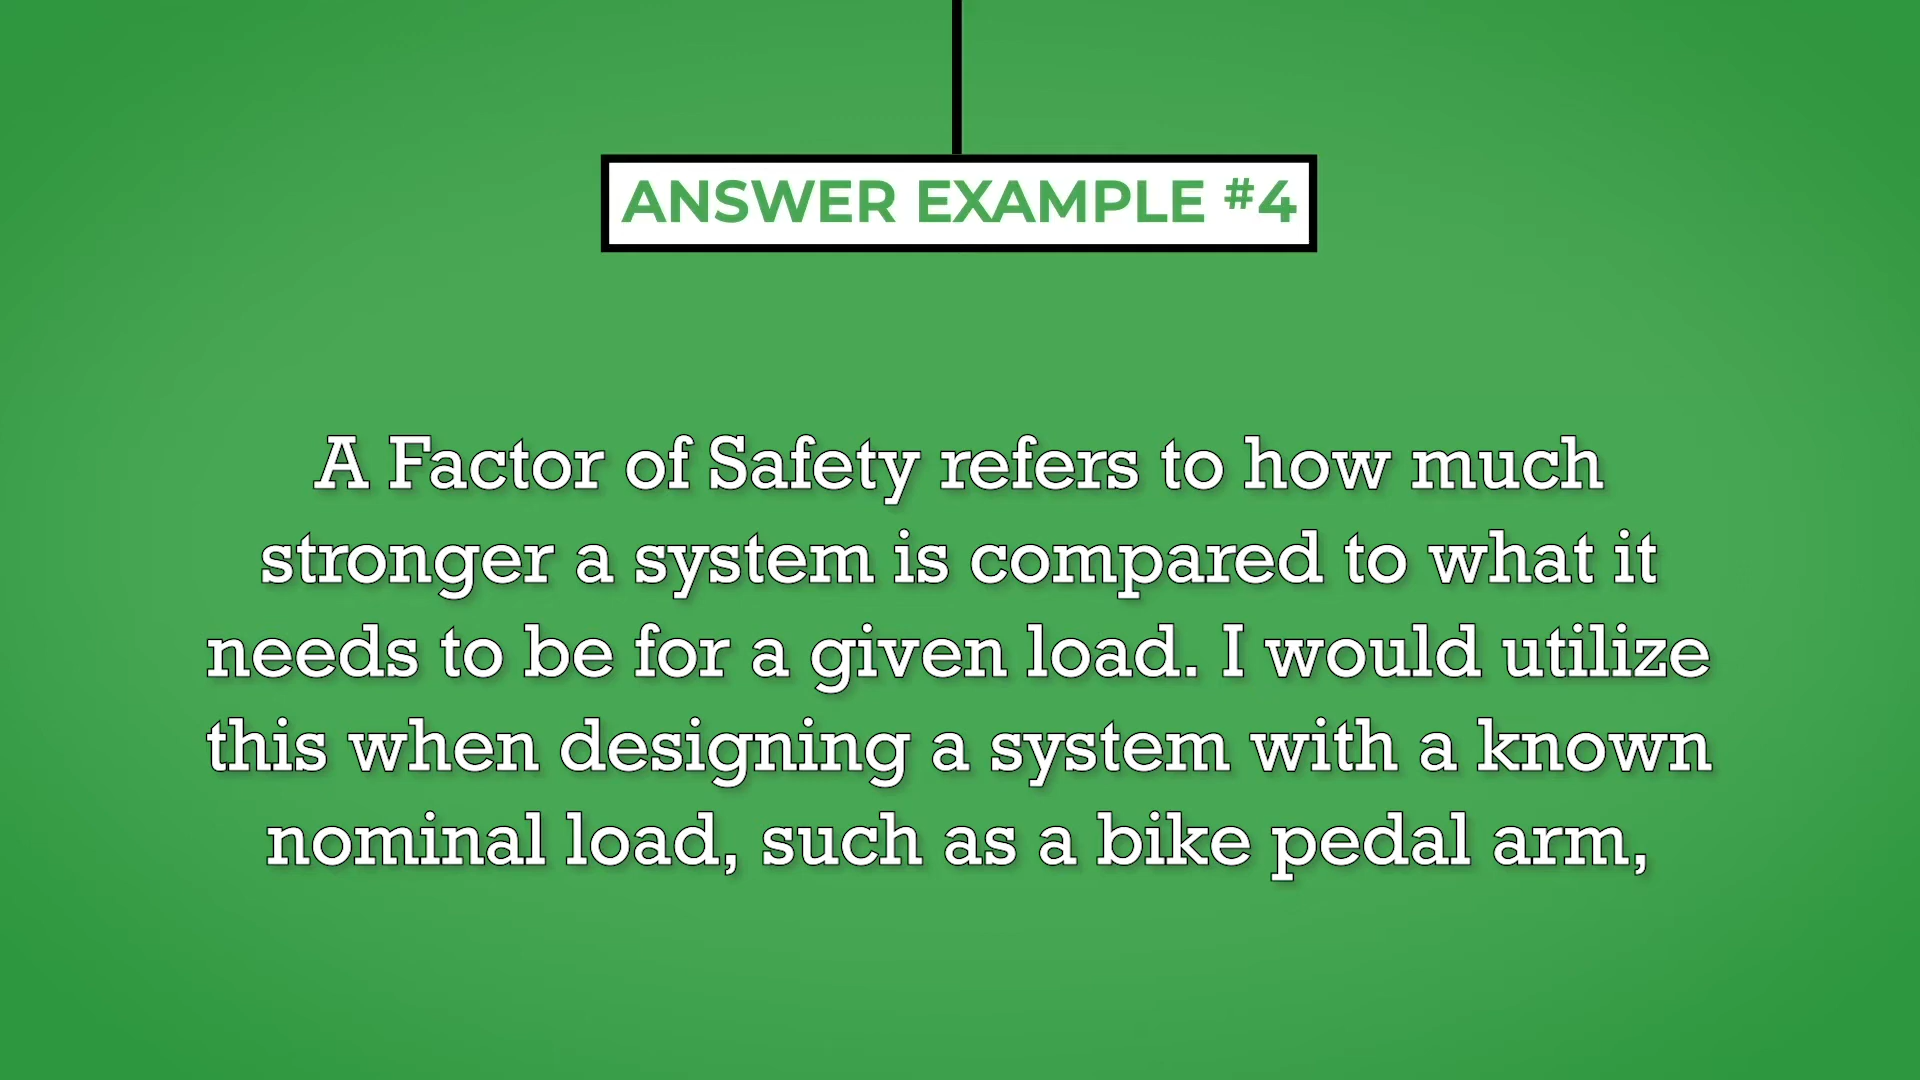 ANSWER EXAMPLE #4
A Factor of Safety refers to how much
stronger a system is compared to what it
needs to be for a given load. I would utilize
this when designing a system with a known
nominal load, such as a bike pedal arm,